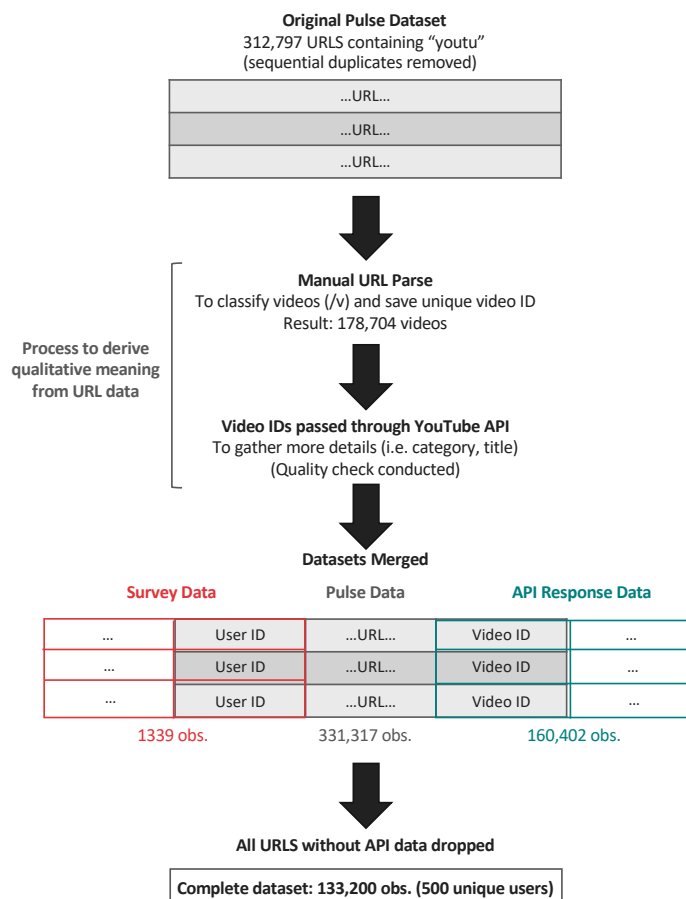 Original Pulse Dataset
312,797 URLS containing “youtu”
(sequential duplicates removed)
...URL...
...URL...
...URL...
Manual URL Parse
To classify videos (/v) and save unique video ID
Result: 178,704 videos
Process to derive
qualitative meaning
from URL data
Video IDs passed through YouTube API
To gather more details (i.e. category, title)
(Quality check conducted)
Datasets Merged
Survey Data Pulse Data API Response Data
... User ID ...URL... Video ID ...
... User ID ...URL... Video ID ...
... User ID ...URL... Video ID ...
1339 obs. 331,317 obs. 160,402 obs.
All URLS without API data dropped
Complete dataset: 133,200 obs. (500 unique users)